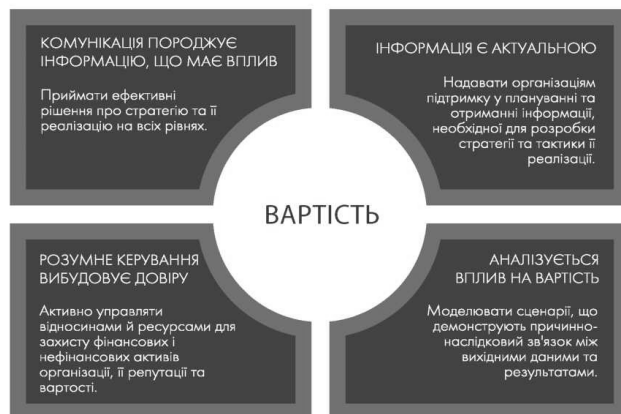 КОМУНІКАЦІЯ ПОРОДЖУЄ
ІНФОРМАЦІЮ, ЩО МАЄ ВПЛИВ
Приймати ефективні
рішення про стратегію та її
реалізацію на всіх рівнях.
ІНФОРМАЦІЯ Є АКТУАЛЬНОЮ
Надавати організаціям
підтримку у плануванні та
отриманні інформації,
необхідної для розробки
стратегії та тактики її
реалізації.
ВАРТІСТЬ
РОЗУМНЕ КЕРУВАННЯ
ВИБУДОВУЄ ДОВІРУ
Активно управляти
відносинами й ресурсами для
захисту фінансових і
нефінансових активів
організації, її репутації та
вартості.
АНАЛІЗУЄТЬСЯ
ВПЛИВ НА ВАРТІСТЬ
Моделювати сценарії, що
демонструють причинно-
наслідковий зв'язок між
вихідними даними та
результатами.